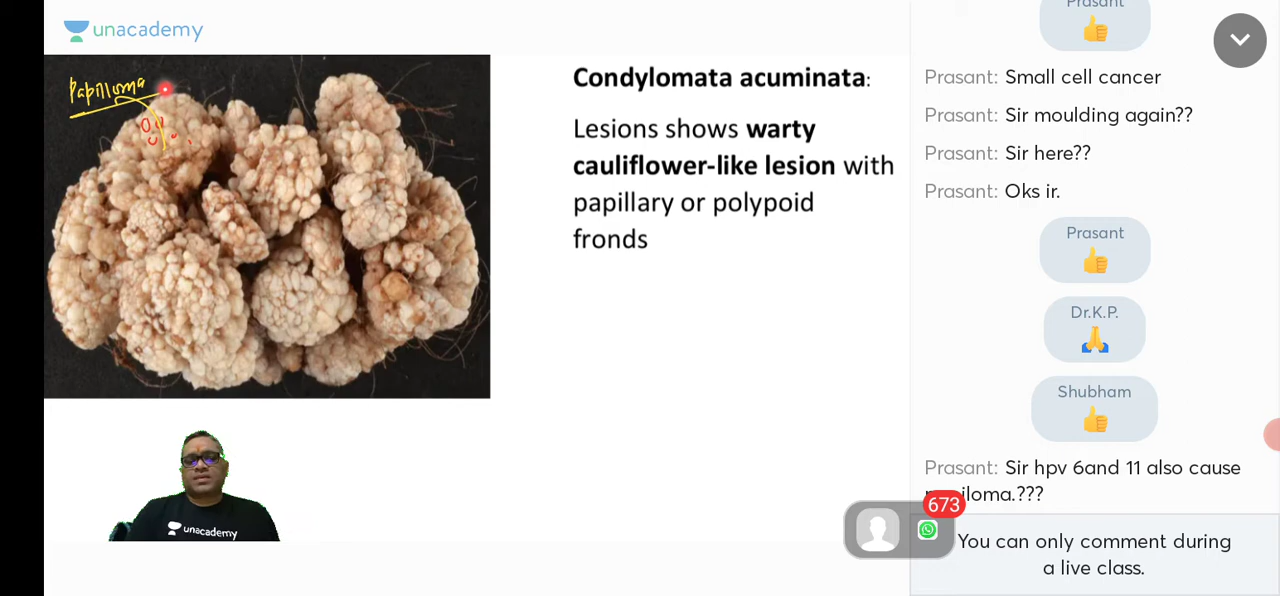 unacademy
Papilloma
Condylomata acuminata:
Lesions shows warty
cauliflower-like lesion with
papillary or polypoid
fronds
unacademy
Prasant
Prasant: Small cell cancer
Prasant: Sir moulding again??
Prasant: Sir here??
Prasant: Oks ir.
Prasant
Dr.K.P.
Shubham
Prasant: Sir hpv 6and 11 also cause
???
673
You can only comment during
a live class.